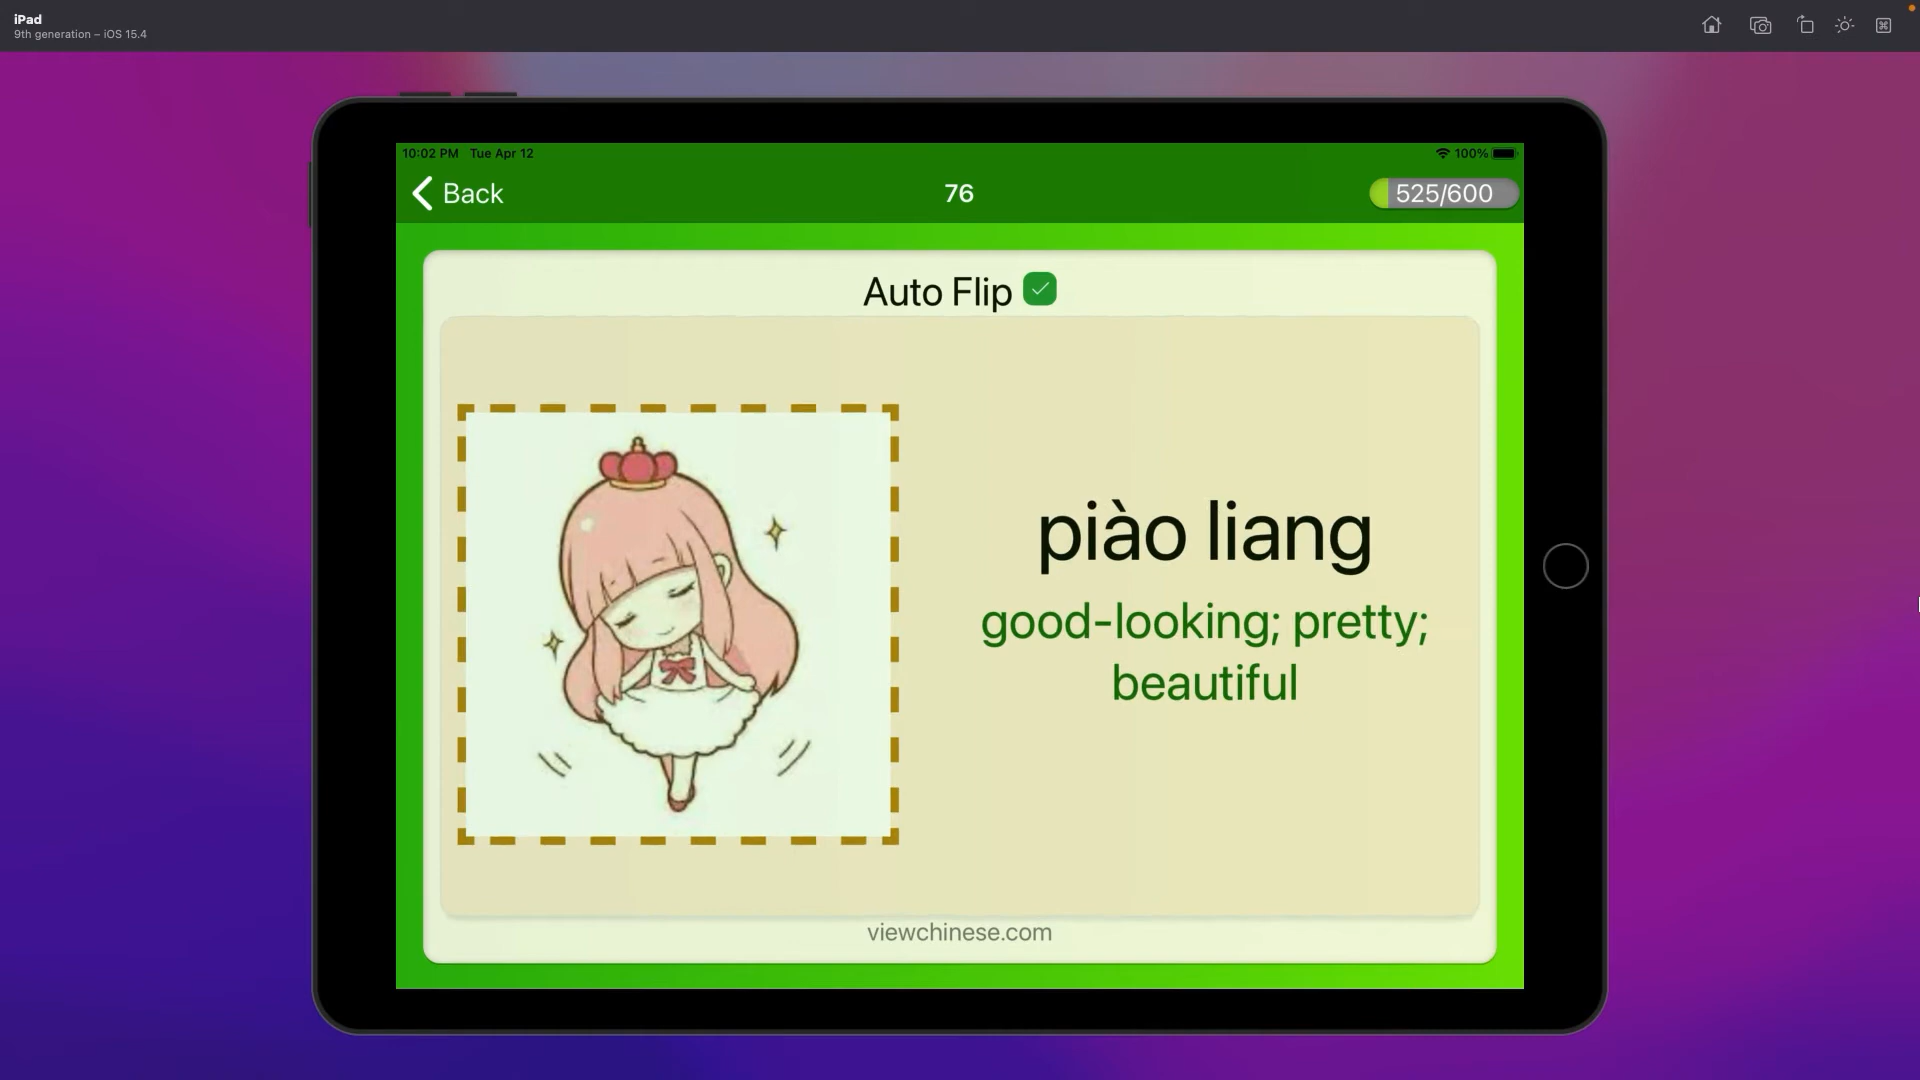 iPad
9th generation – iOS 15.4
10:02 PM Tue Apr 12
100%
Back
76
525/600
Auto Flip
piào liang
good-looking; pretty;
beautiful
viewchinese.com